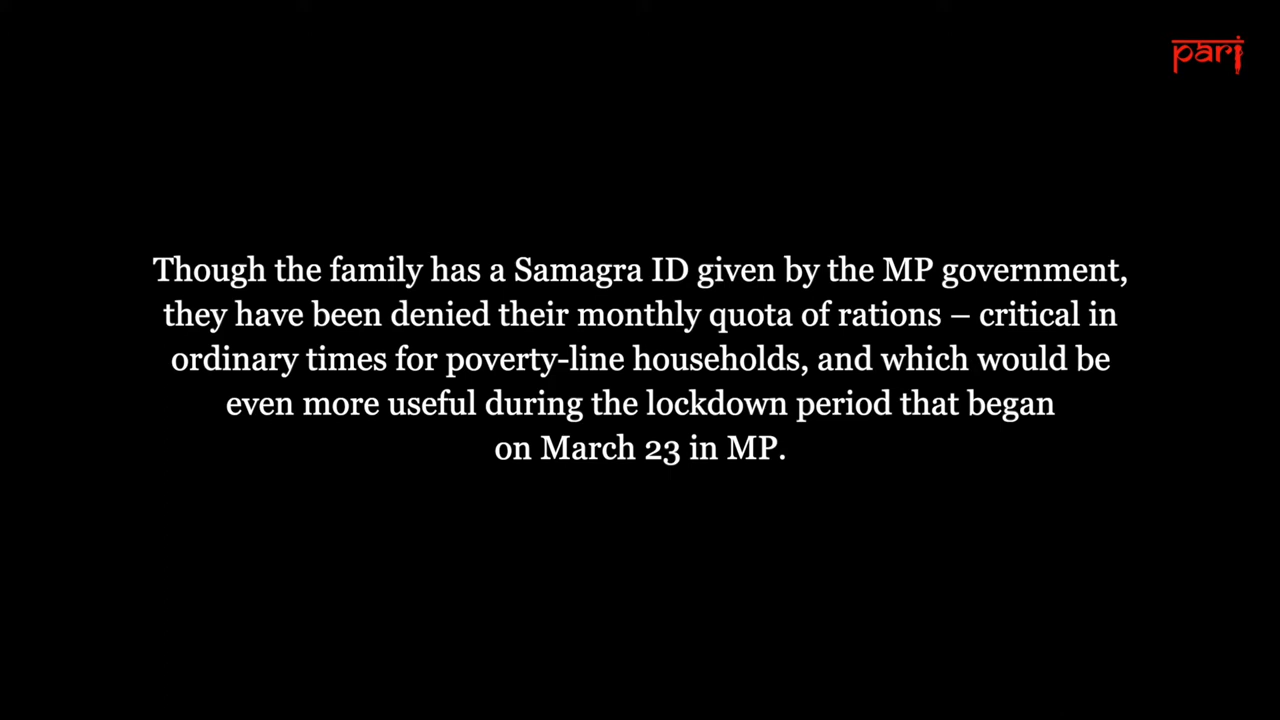 pari
Though the family has a Samagra ID given by the MP government,
they have been denied their monthly quota of rations – critical in
ordinary times for poverty-line households, and which would be
even more useful during the lockdown period that began
on March 23 in MP.